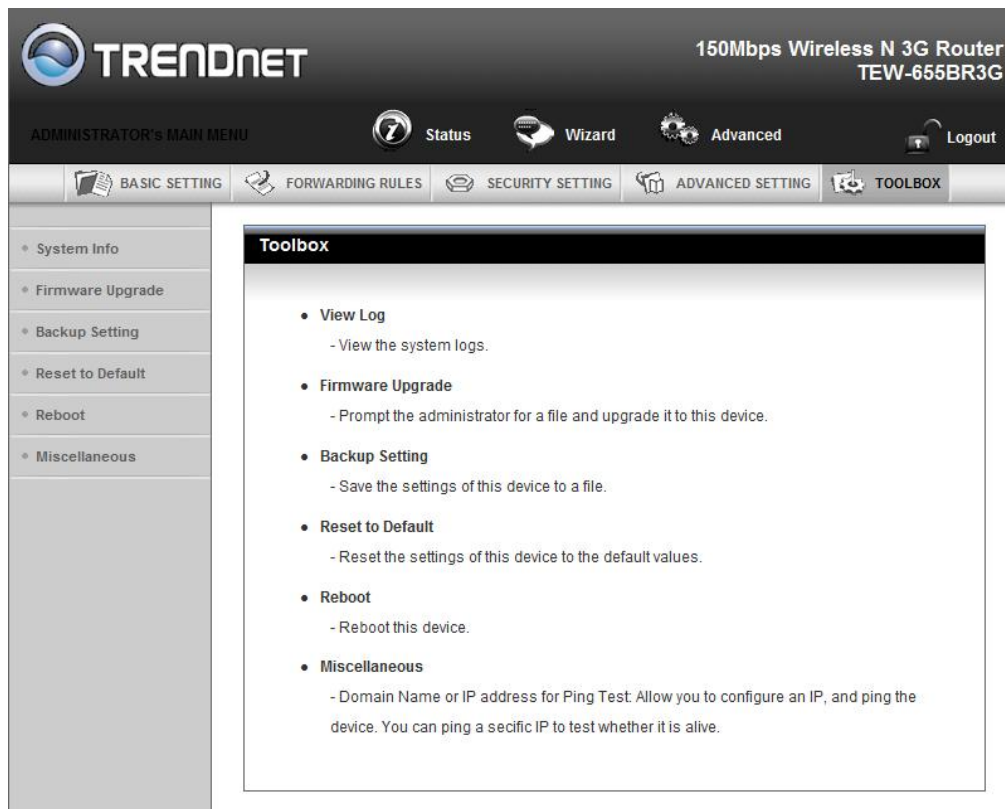 TRENDNET
150Mbps Wireless N 3G Router
TEW-655BR3G
ADMINISTRATOR's MAIN MENU
Status
Wizard
Advanced
Logout
BASIC SETTING
FORWARDING RULES
SECURITY SETTING
ADVANCED SETTING
TOOLBOX
• System Info
• Firmware Upgrade
• Backup Setting
• Reset to Default
• Reboot
• Miscellaneous
Toolbox
• View Log
- View the system logs.
• Firmware Upgrade
- Prompt the administrator for a file and upgrade it to this device.
• Backup Setting
- Save the settings of this device to a file.
• Reset to Default
- Reset the settings of this device to the default values.
• Reboot
- Reboot this device.
• Miscellaneous
- Domain Name or IP address for Ping Test: Allow you to configure an IP, and ping the
device. You can ping a secific IP to test whether it is alive.